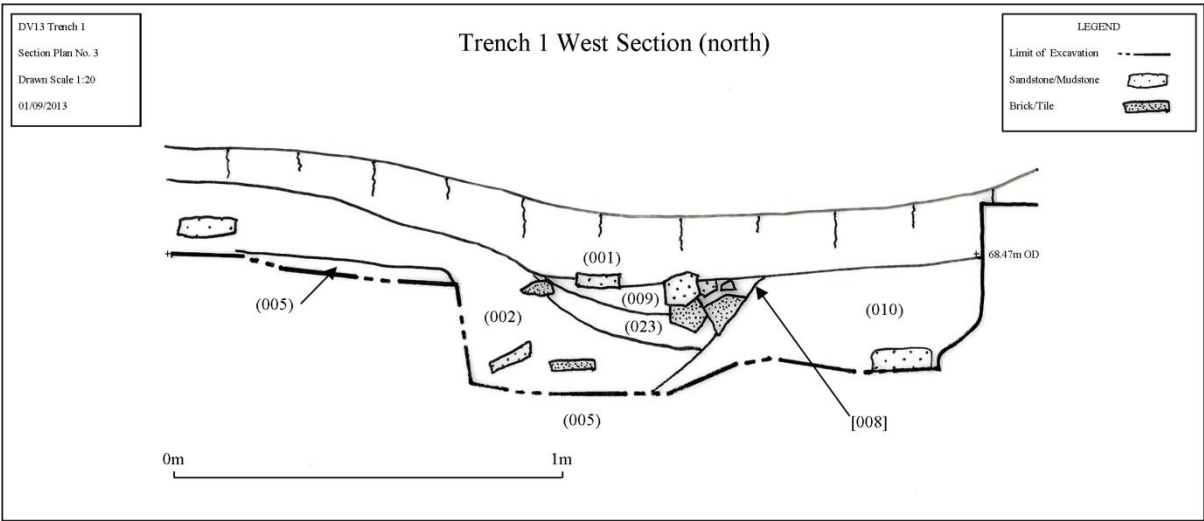 DV13 Trench 1
Section Plan No. 3
Drawn Scale 1:20
01/09/2013
Trench 1 West Section (north)
LEGEND
Limit of Excavation
Sandstone/Mudstone
Brick/Tile
68.47m OD
(001)
(009)
(005)
(002)
(023)
(010)
(005)
[008]
0m
1m